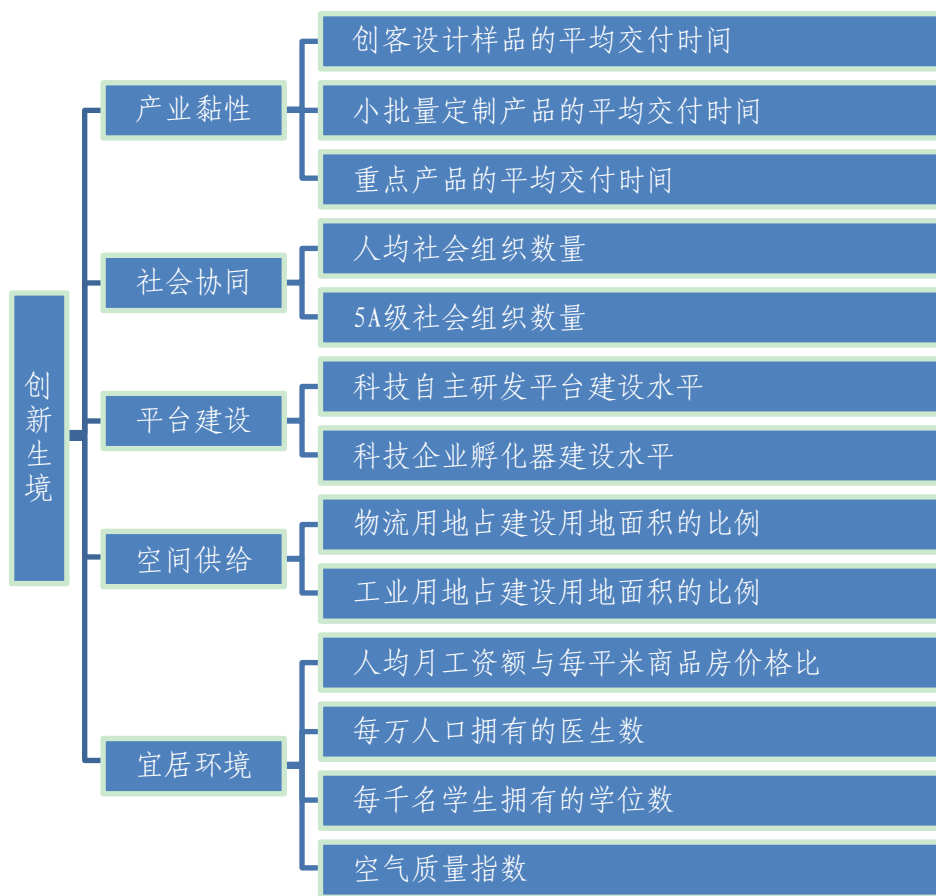 创新生境
产业黏性
创客设计样品的平均交付时间
小批量定制产品的平均交付时间
重点产品的平均交付时间
社会协同
人均社会组织数量
5A级社会组织数量
平台建设
科技自主研发平台建设水平
科技企业孵化器建设水平
空间供给
物流用地占建设用地面积的比例
工业用地占建设用地面积的比例
宜居环境
人均月工资额与每平米商品房价格比
每万人口拥有的医生数
每千名学生拥有的学位数
空气质量指数